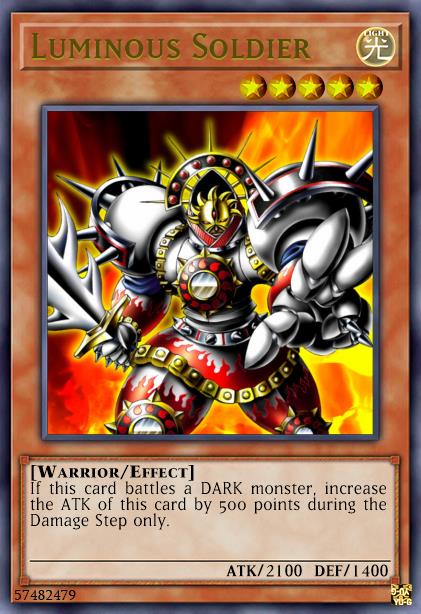 Luminous Soldier
LIGHT
光
[Warrior/Effect]
If this card battles a DARK monster, increase
the ATK of this card by 500 points during the
Damage Step only.
ATK/2100 DEF/1400
57482479